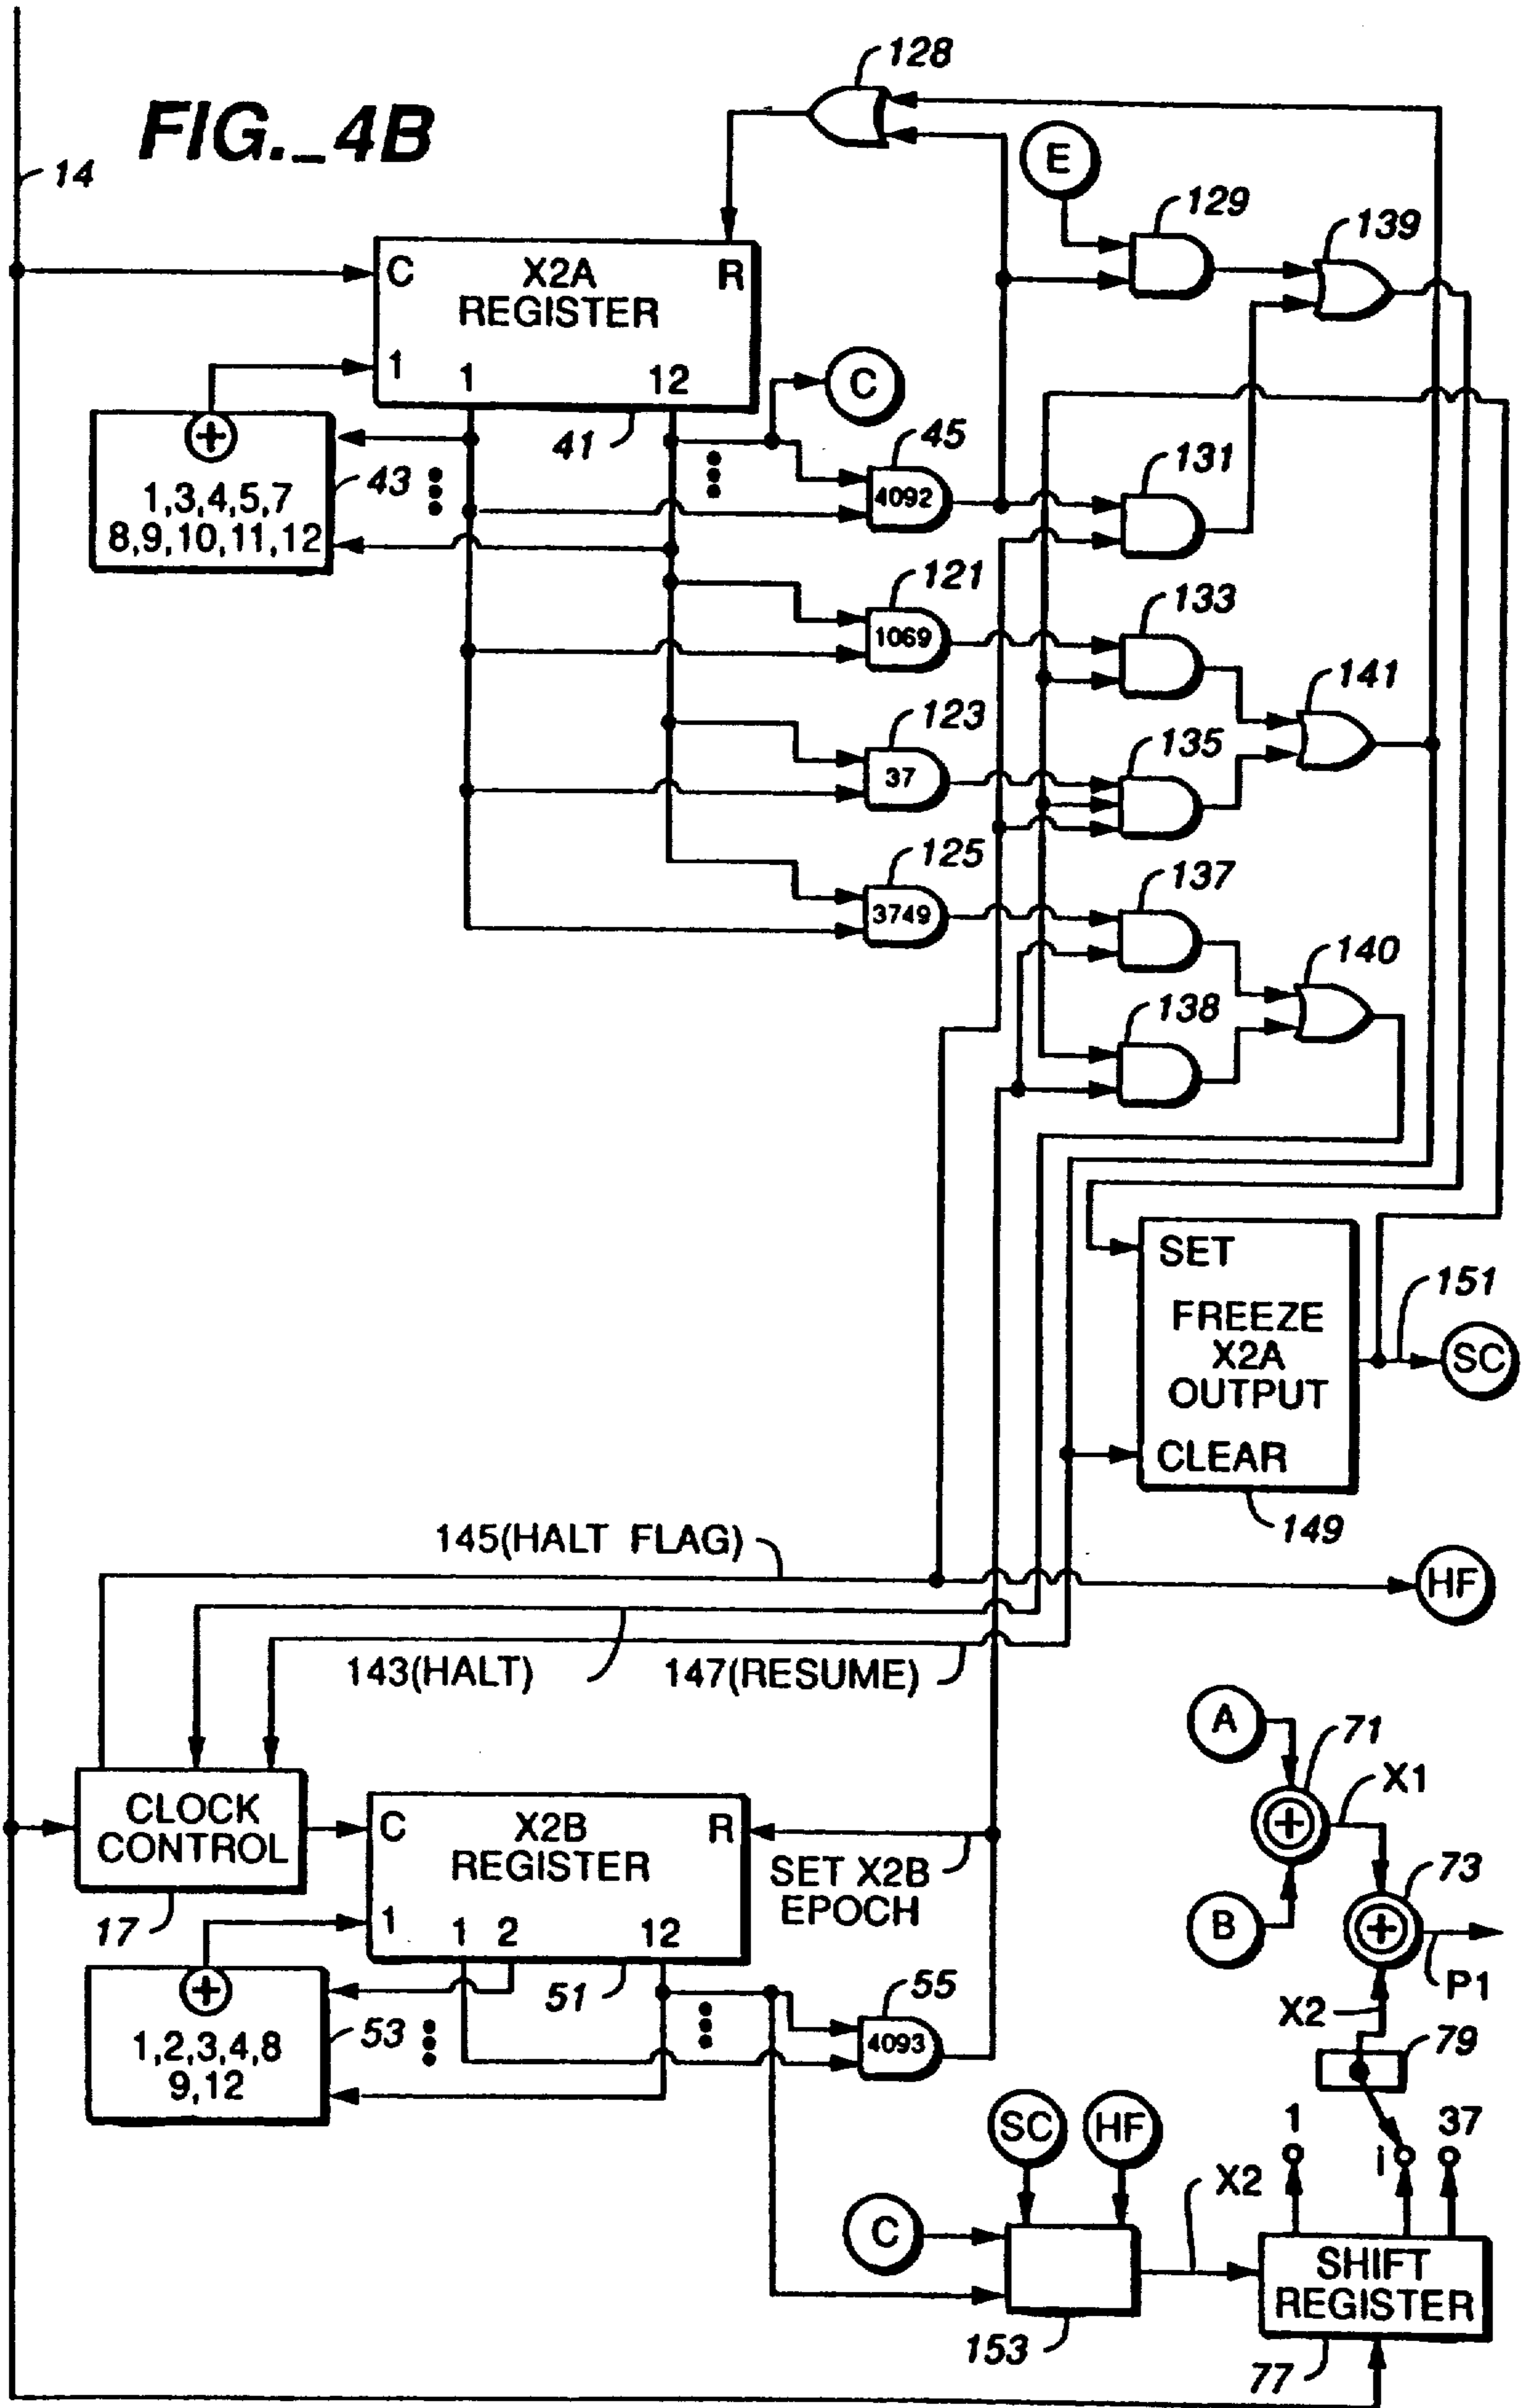 128
FIG._4B
14
E
129
139
C
X2A
REGISTER
R
1
1
12
C
41
45
4092
131
43
1,3,4,5,7
8,9,10,11,12
121
1069
133
141
123
37
135
125
3749
137
140
138
SET
FREEZE
X2A
OUTPUT
CLEAR
151
SC
149
145(HALT FLAG)
HF
143(HALT)
147(RESUME)
A
71
X1
CLOCK
CONTROL
17
C
X2B
REGISTER
R
SET X2B
EPOCH
1
1
2
12
51
73
B
P1
X2
55
4093
53
1,2,3,4,8
9,12
79
SC
HF
1
i
37
X2
C
153
SHIFT
REGISTER
77